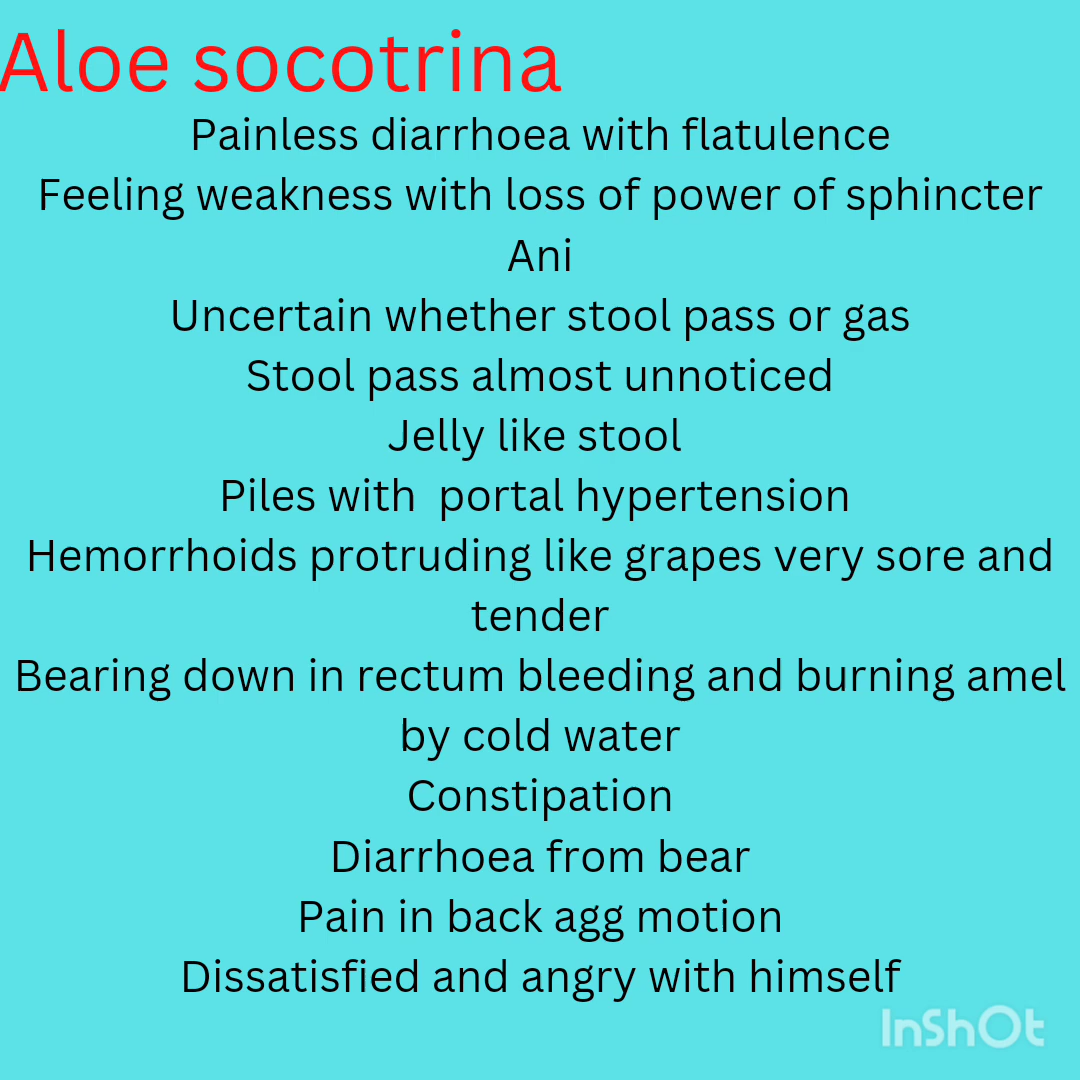 Aloe socotrina
Painless diarrhoea with flatulence
Feeling weakness with loss of power of sphincter
Ani
Uncertain whether stool pass or gas
Stool pass almost unnoticed
Jelly like stool
Piles with  portal hypertension
Hemorrhoids protruding like grapes very sore and
tender
Bearing down in rectum bleeding and burning amel
by cold water
Constipation
Diarrhoea from bear
Pain in back agg motion
Dissatisfied and angry with himself
InShOt